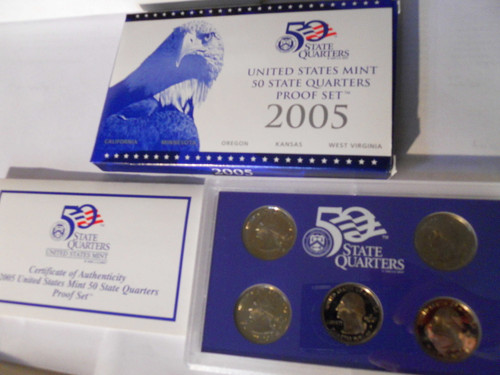 50
STATE
QUARTERS
UNITED STATES MINT
50 STATE QUARTERS
PROOF SET™
2005
CALIFORNIA MINNESOTA OREGON KANSAS WEST VIRGINIA
2005
50
STATE
QUARTERS
UNITED STATES MINT
Certificate of Authenticity
2005 United States Mint 50 State Quarters
Proof Set™
50
STATE
QUARTERS